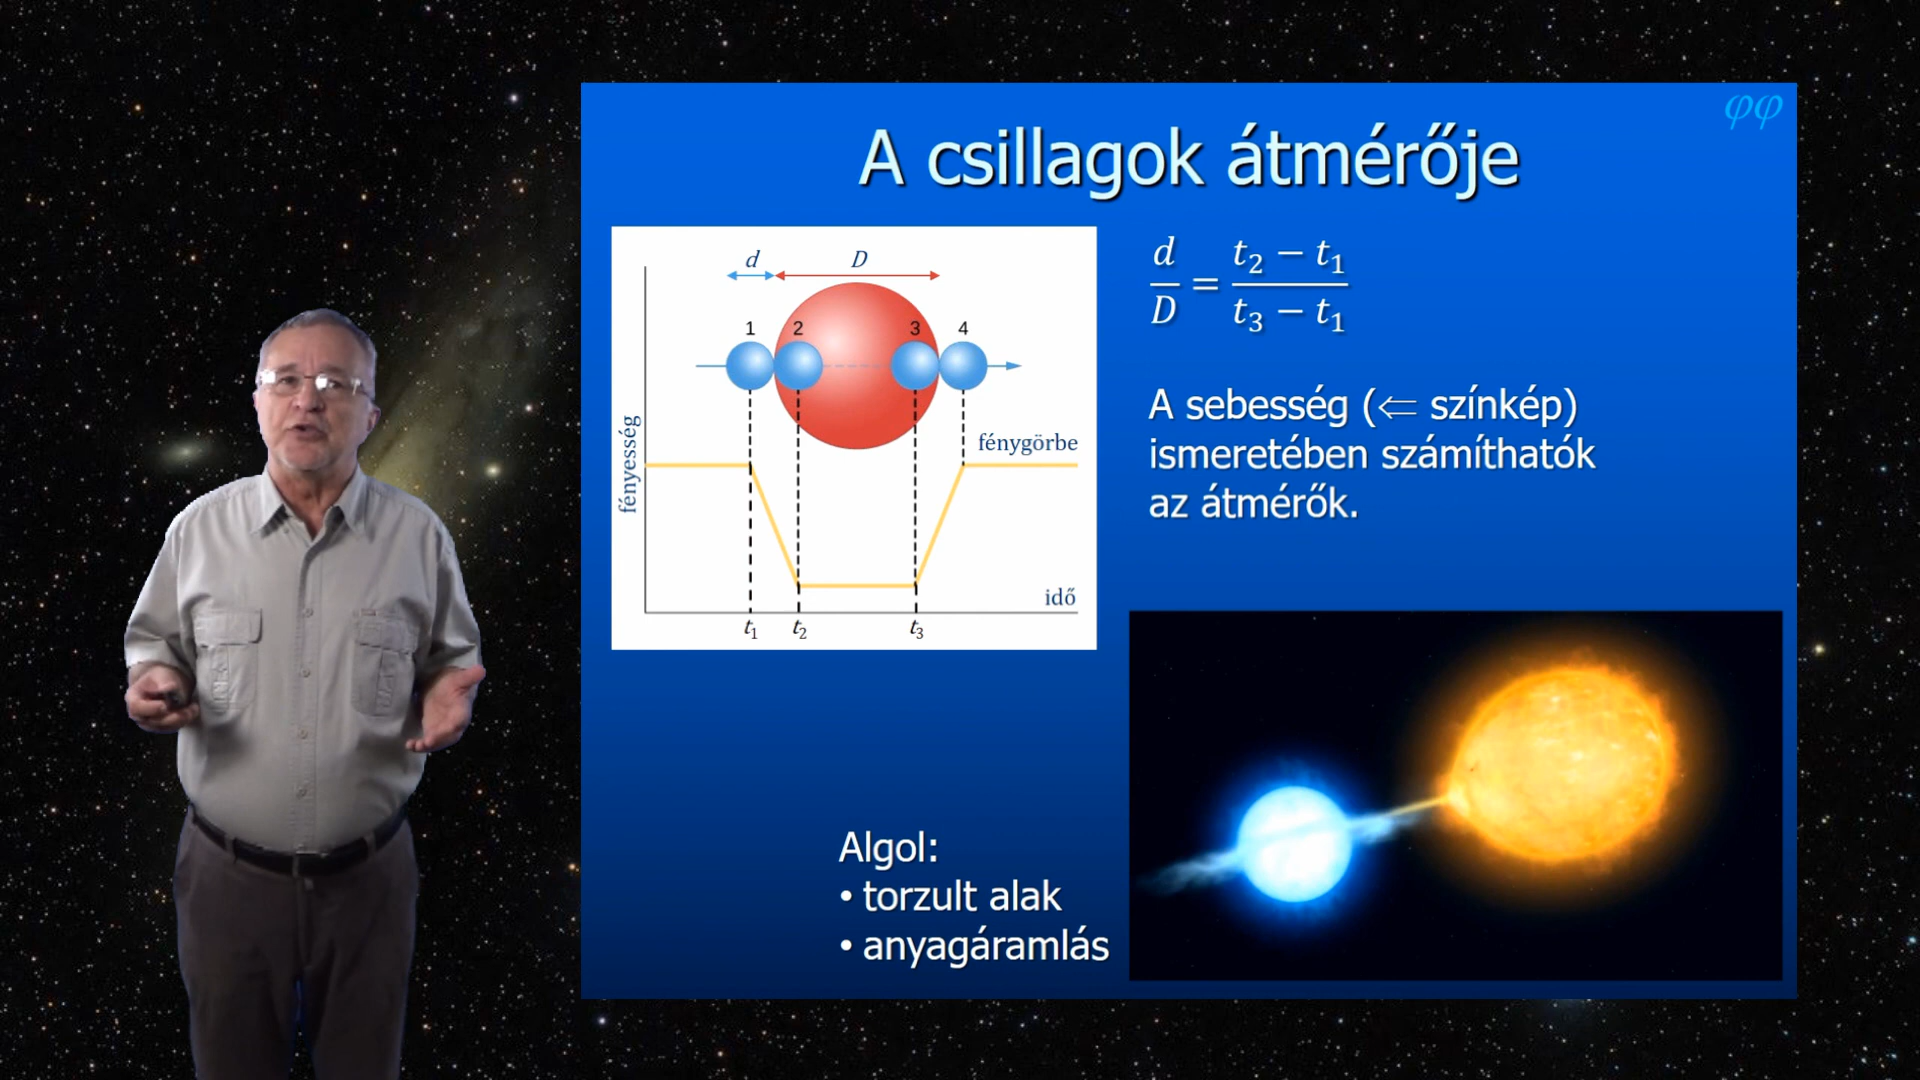 φφ
A csillagok átmérője
d D
1 2 3 4
fénygörbe
fényesség
idő
t₁ t₂ t₃
d/D = (t₂ − t₁)/(t₃ − t₁)
A sebesség (⇐ színkép)
ismeretében számíthatók
az átmérők.
Algol:
• torzult alak
• anyagáramlás